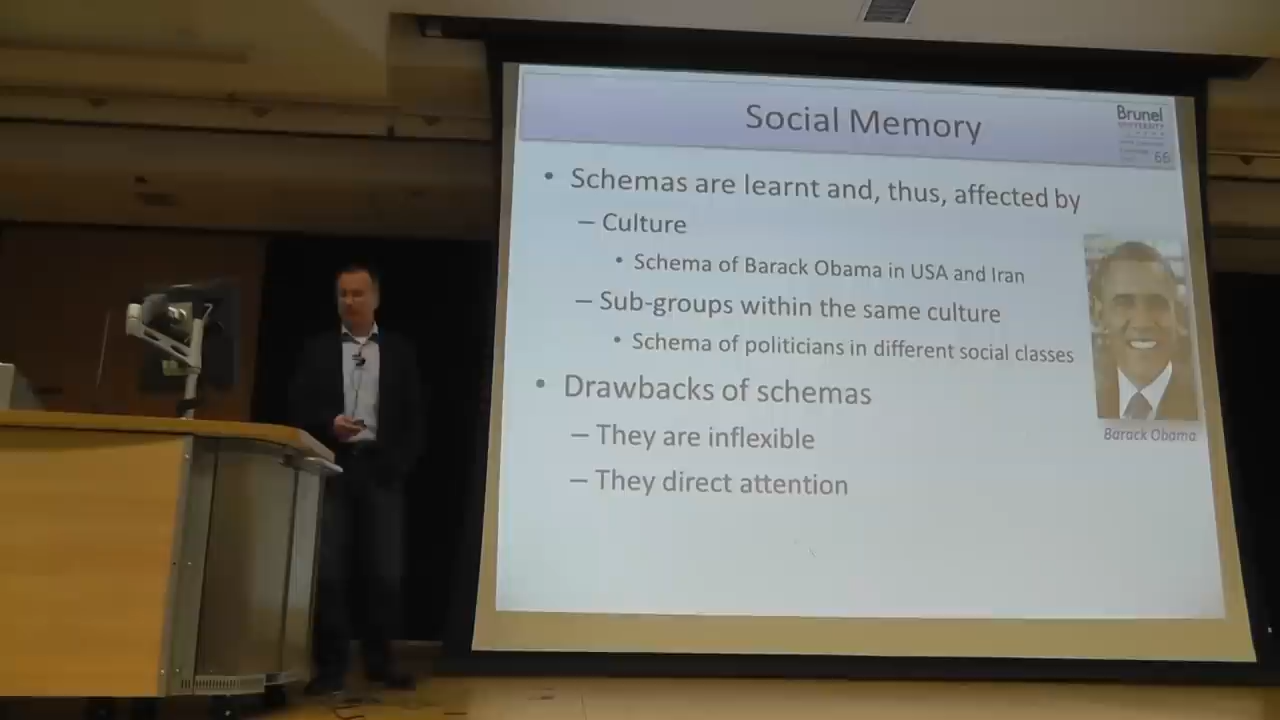 Social Memory
Brunel
UNIVERSITY
66
• Schemas are learnt and, thus, affected by
– Culture
• Schema of Barack Obama in USA and Iran
– Sub-groups within the same culture
• Schema of politicians in different social classes
• Drawbacks of schemas
– They are inflexible
– They direct attention
Barack Obama